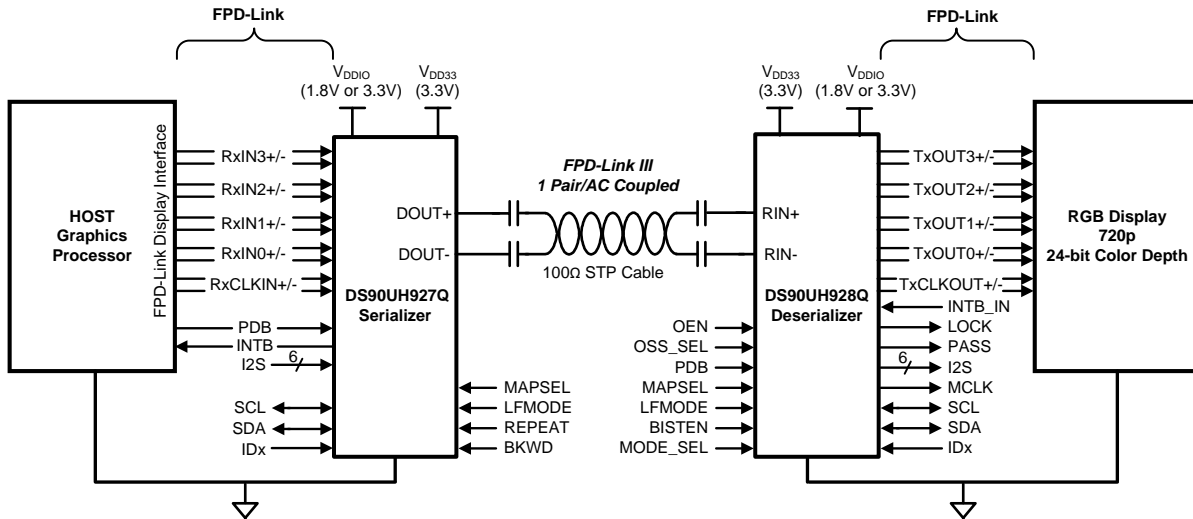 FPD-Link
FPD-Link
VDDIO
(1.8V or 3.3V)
VDD33
(3.3V)
VDD33
(3.3V)
VDDIO
(1.8V or 3.3V)
HOST
Graphics
Processor
FPD-Link Display Interface
RxIN3+/-
RxIN2+/-
RxIN1+/-
RxIN0+/-
RxCLKIN+/-
PDB
INTB
I2S
6
SCL
SDA
IDx
DOUT+
DOUT-
DS90UH927Q
Serializer
MAPSEL
LFMODE
REPEAT
BKWD
FPD-Link III
1 Pair/AC Coupled
100Ω STP Cable
RIN+
RIN-
DS90UH928Q
Deserializer
OEN
OSS_SEL
PDB
MAPSEL
LFMODE
BISTEN
MODE_SEL
TxOUT3+/-
TxOUT2+/-
TxOUT1+/-
TxOUT0+/-
TxCLKOUT+/-
INTB_IN
LOCK
PASS
6
I2S
MCLK
SCL
SDA
IDx
RGB Display
720p
24-bit Color Depth